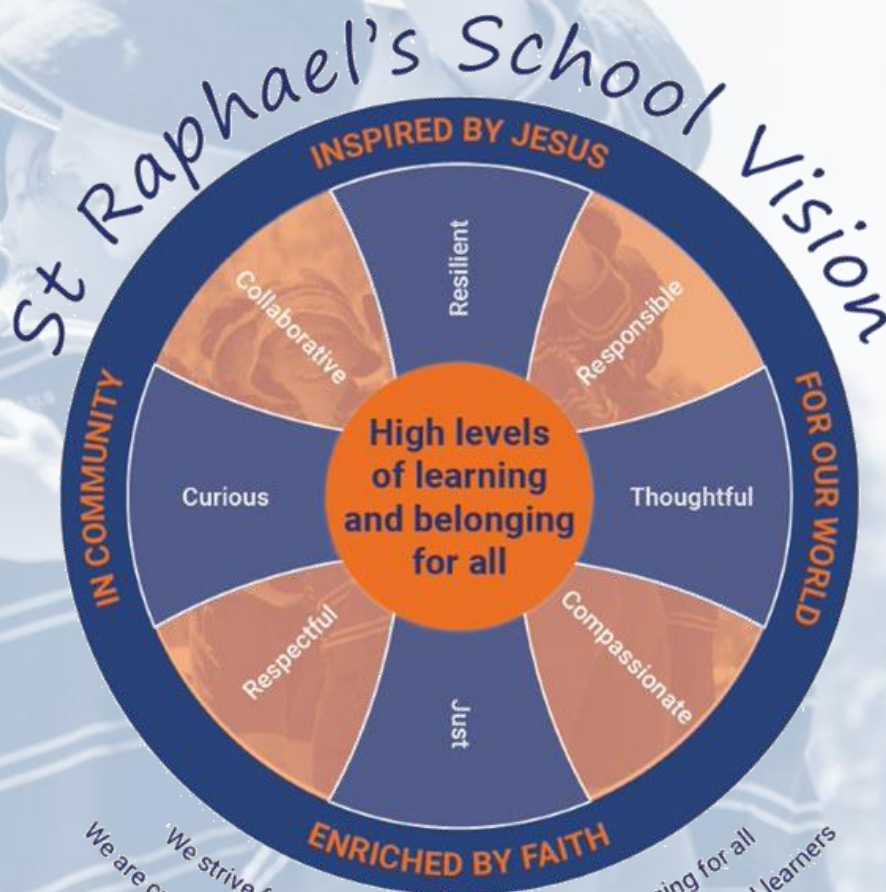 St Raphael's School Vision
INSPIRED BY JESUS
FOR OUR WORLD
ENRICHED BY FAITH
IN COMMUNITY
Resilient
Responsible
Thoughtful
Compassionate
Just
Respectful
Curious
Collaborative
High levels
of learning
and belonging
for all
We strive for all
We are learners